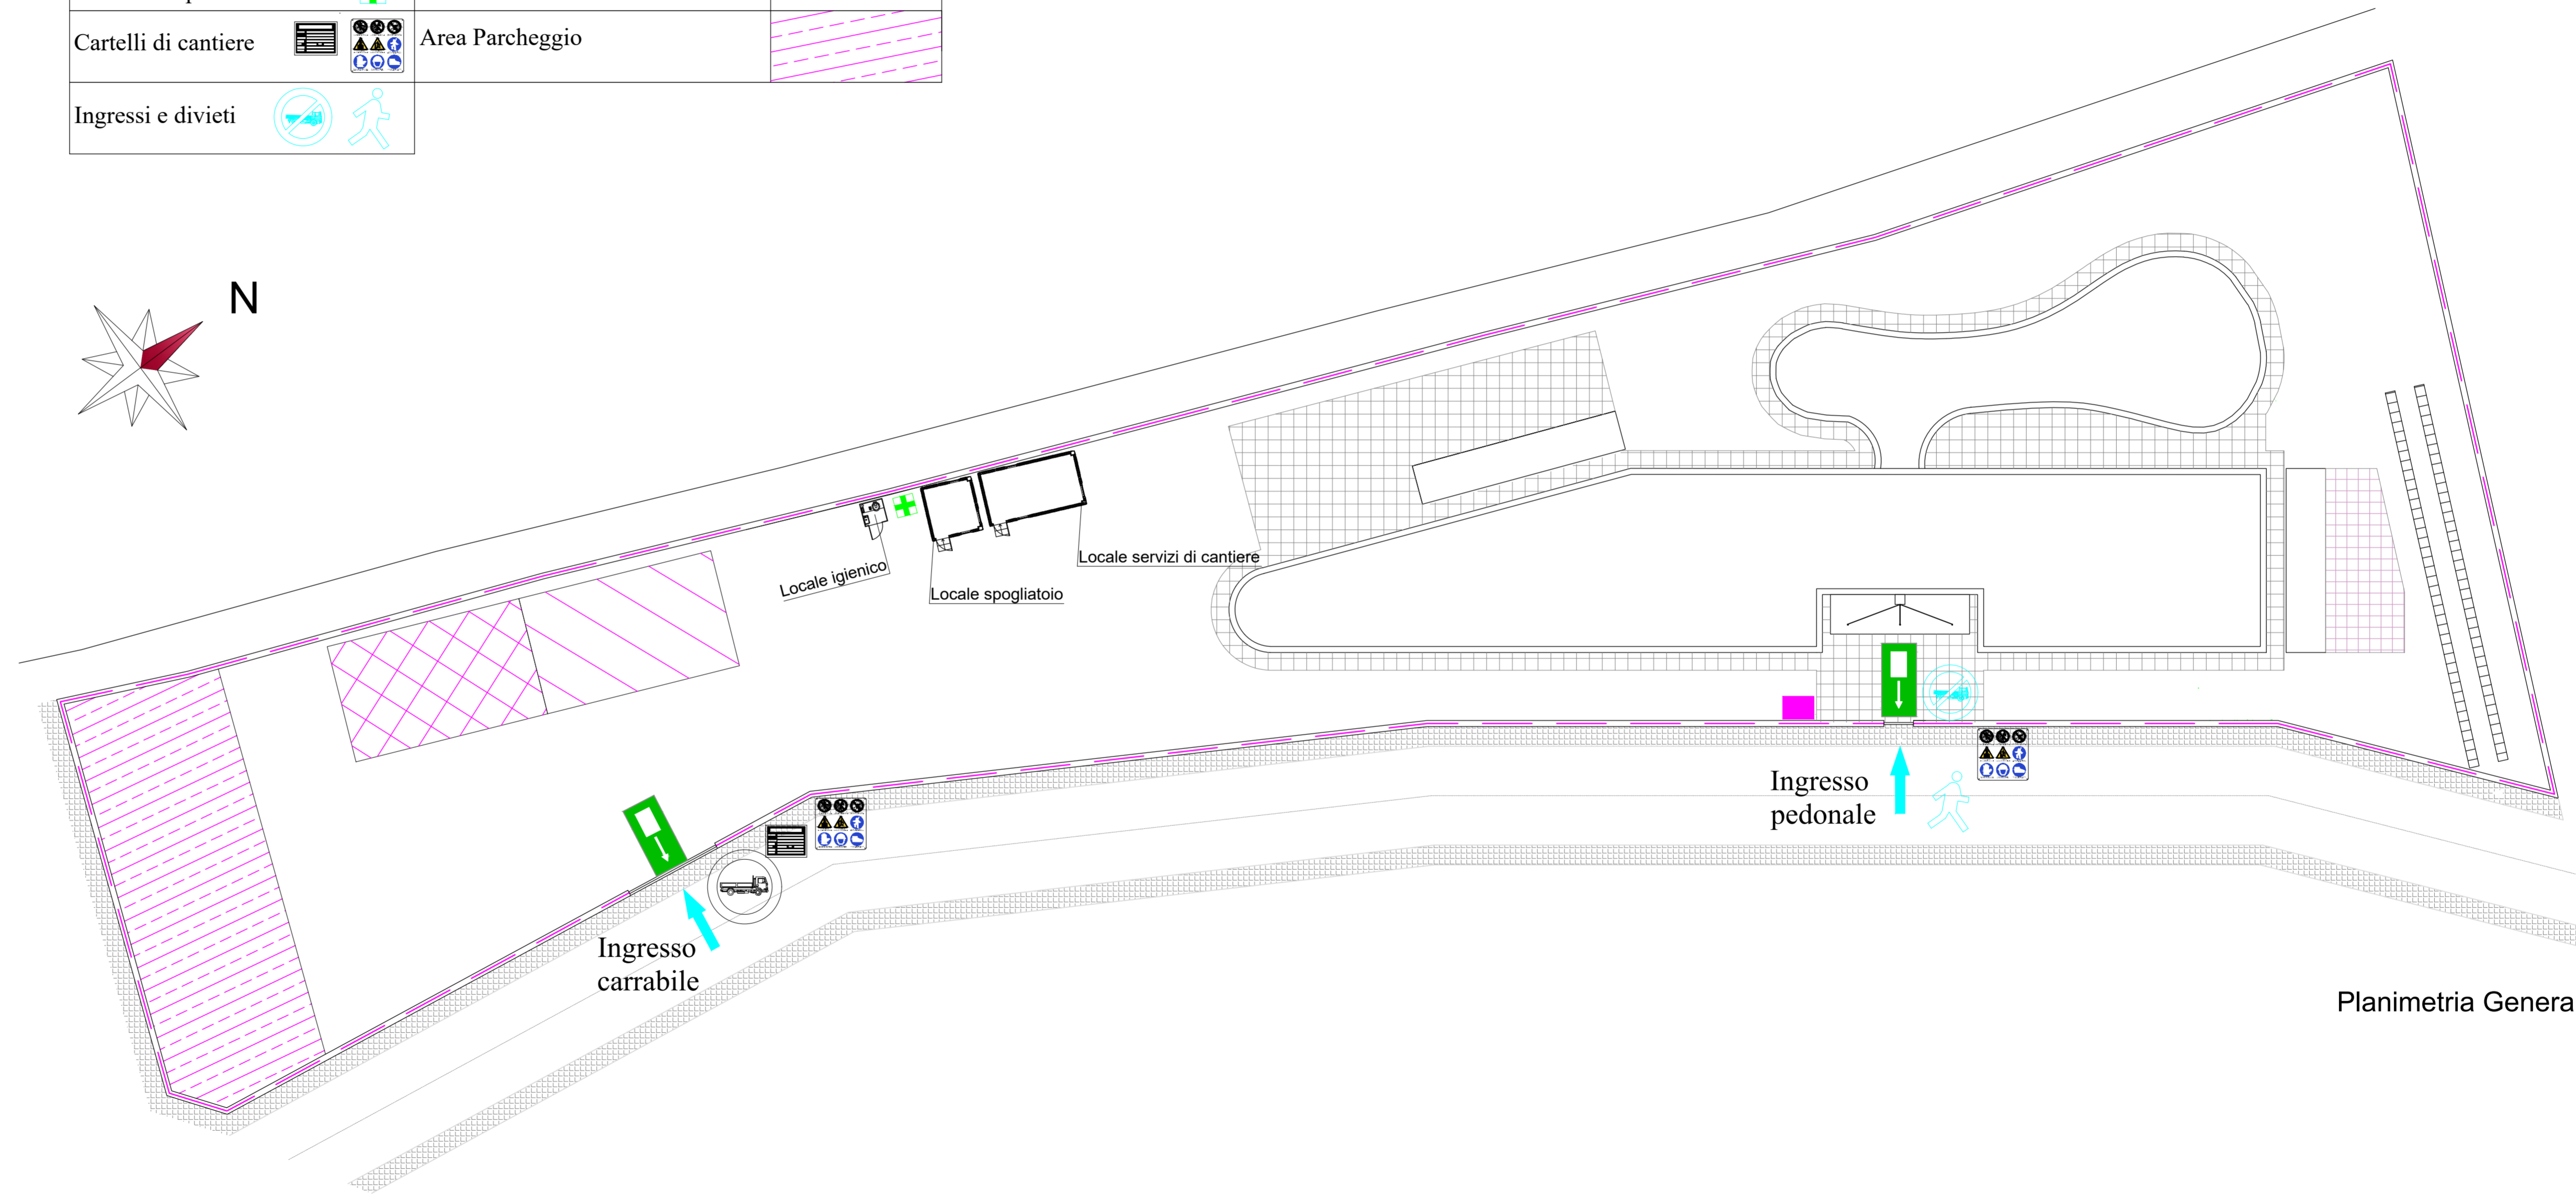 Cartelli di cantiere
Area Parcheggio
Ingressi e divieti
N
Locale igienico
Locale spogliatoio
Locale servizi di cantiere
Ingresso
pedonale
Ingresso
carrabile
Planimetria Genera